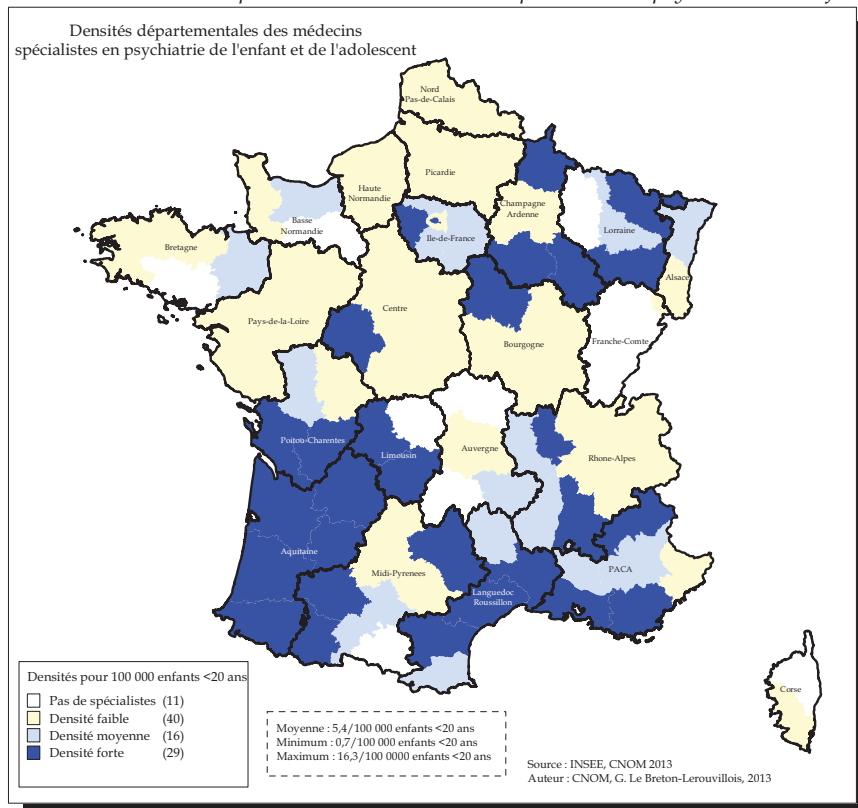 Densités départementales des médecins
spécialistes en psychiatrie de l'enfant et de l'adolescent
Nord
Pas-de-Calais
Picardie
Haute
Normandie
Champagne
Ardenne
Basse
Normandie
Ile-de-France
Lorraine
Bretagne
Alsace
Pays-de-la-Loire
Centre
Bourgogne
Franche-Comte
Poitou-Charentes
Limousin
Auvergne
Rhone-Alpes
Aquitaine
Midi-Pyrenees
PACA
Languedoc
Roussillon
Corse
Densités pour 100 000 enfants <20 ans
Pas de spécialistes (11)
Densité faible (40)
Densité moyenne (16)
Densité forte (29)
Moyenne : 5,4/100 000 enfants <20 ans
Minimum : 0,7/100 000 enfants <20 ans
Maximum : 16,3/100 0000 enfants <20 ans
Source : INSEE, CNOM 2013
Auteur : CNOM, G. Le Breton-Lerouvillois, 2013